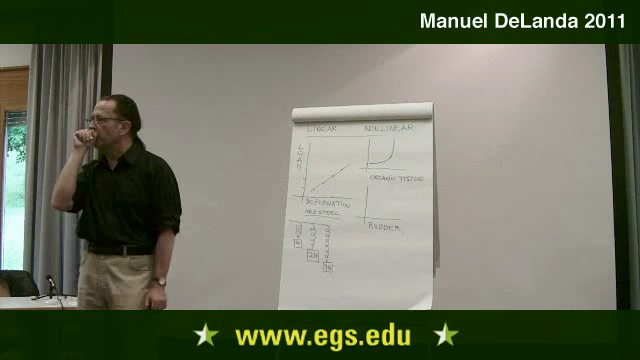 Manuel DeLanda 2011
LINEAR
NONLINEAR
LOAD
ORGANIC TISSUE
DEFORMATION
MILD STEEL
RUBBER
www.egs.edu